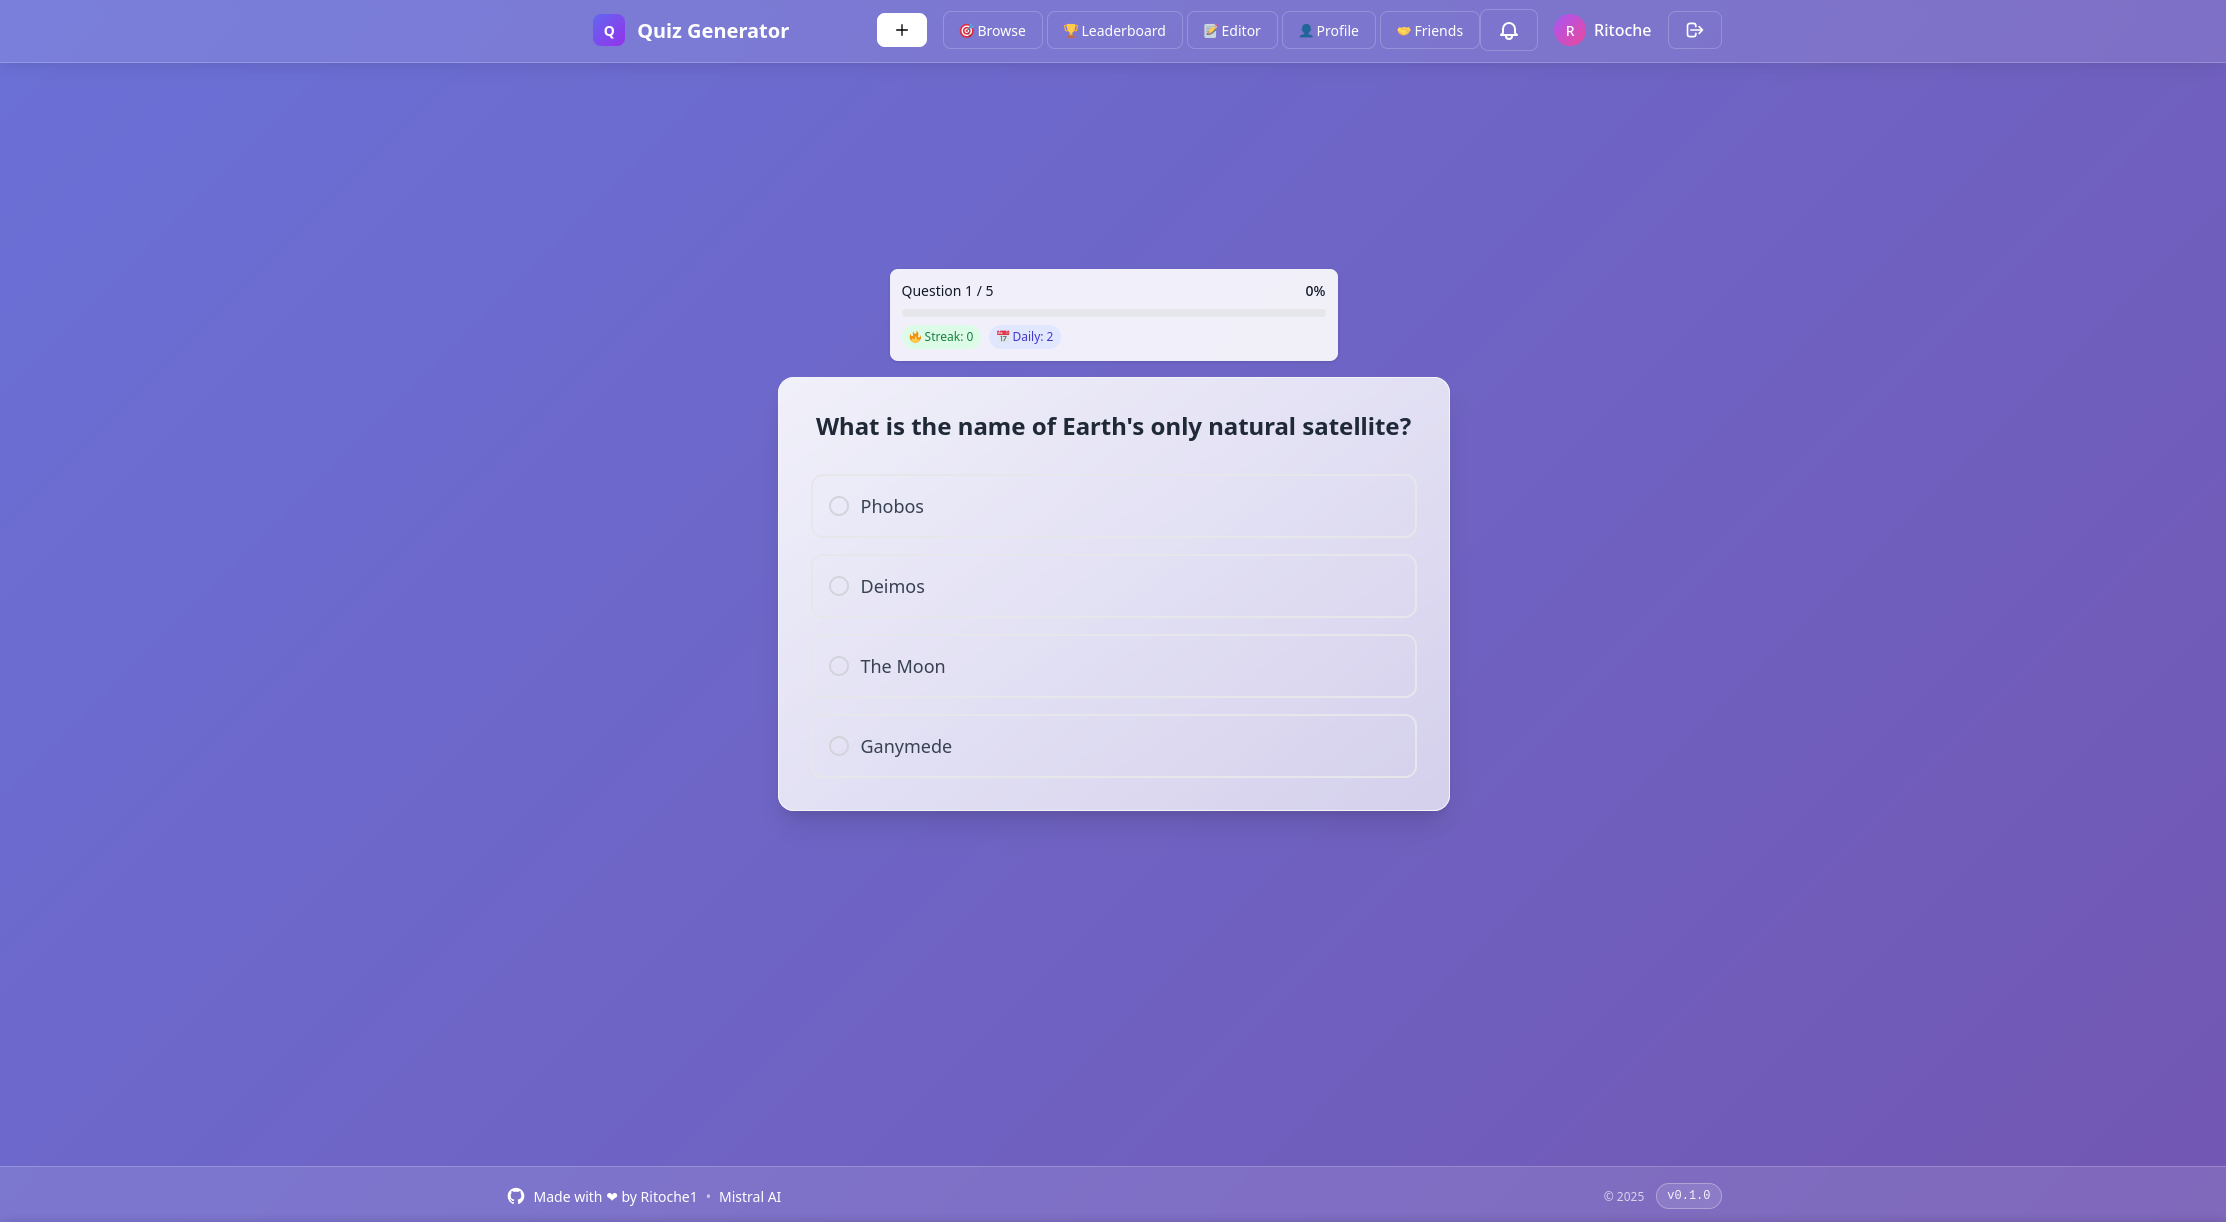 Q Quiz Generator + 🎯 Browse 🏆 Leaderboard 📝 Editor 👤 Profile 🤝 Friends R Ritoche
Question 1 / 5 0%
🔥 Streak: 0 📅 Daily: 2
What is the name of Earth's only natural satellite?
Phobos
Deimos
The Moon
Ganymede
Made with ❤ by Ritoche1 • Mistral AI © 2025 v0.1.0